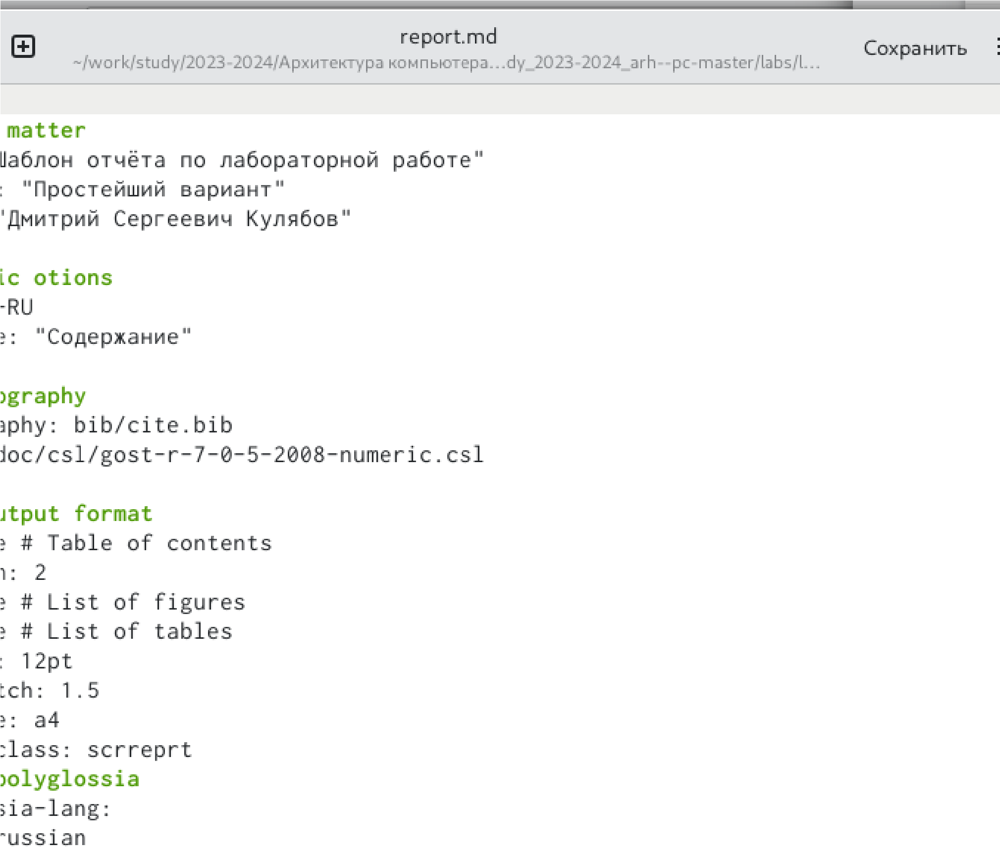 report.md
Сохранить
~/work/study/2023-2024/Архитектура компьютера...dy_2023-2024_arh--pc-master/labs/l...
matter
Шаблон отчёта по лабораторной работе"
: "Простейший вариант"
"Дмитрий Сергеевич Кулябов"
ic otions
-RU
e: "Содержание"
ography
aphy: bib/cite.bib
doc/csl/gost-r-7-0-5-2008-numeric.csl
utput format
e # Table of contents
h: 2
e # List of figures
e # List of tables
: 12pt
tch: 1.5
e: a4
class: scrreprt
polyglossia
sia-lang:
russian